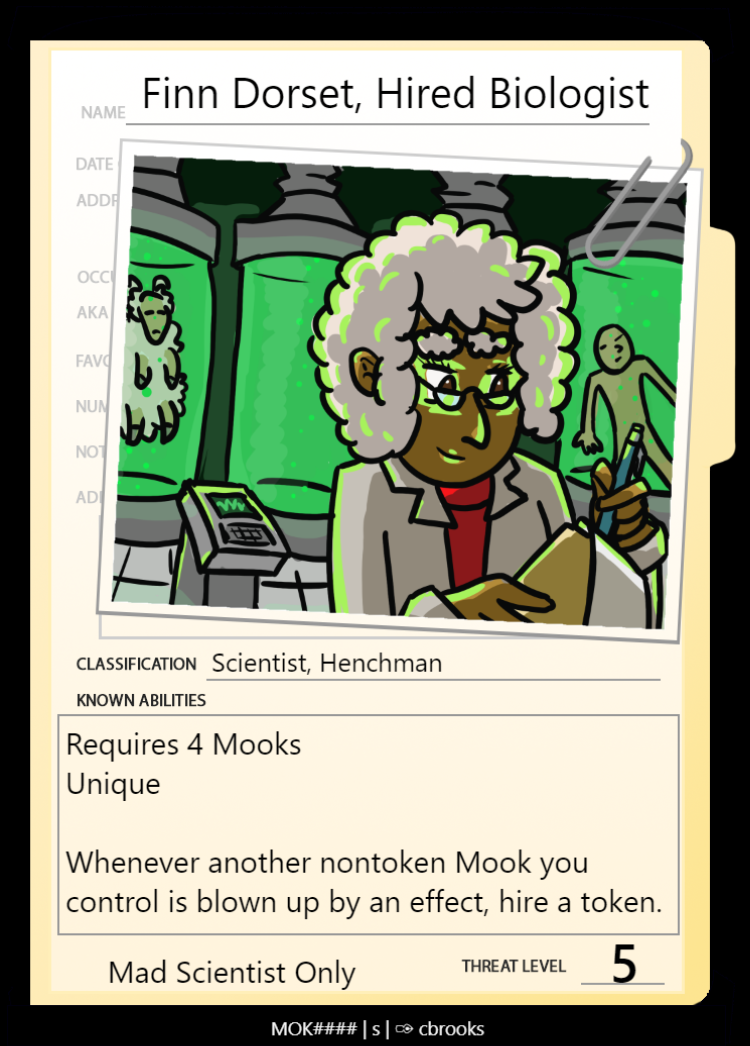 NAME Finn Dorset, Hired Biologist
DATE
ADDR
OCCU
AKA
FAVO
NUM
NOT
ADD
CLASSIFICATION Scientist, Henchman
KNOWN ABILITIES
Requires 4 Mooks
Unique
Whenever another nontoken Mook you
control is blown up by an effect, hire a token.
Mad Scientist Only THREAT LEVEL 5
MOK#### | s | ✑ cbrooks